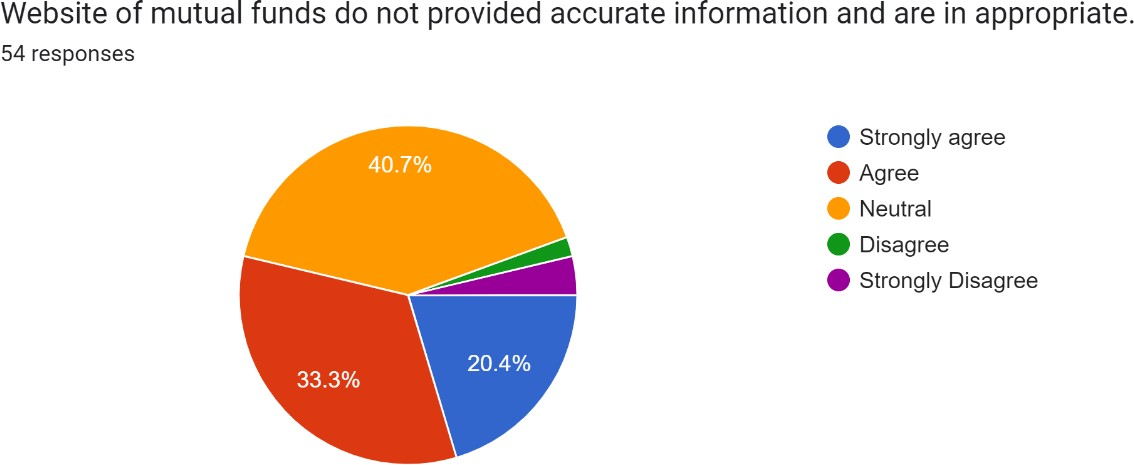 Website of mutual funds do not provided accurate information and are in appropriate.
54 responses
40.7%
33.3%
20.4%
Strongly agree
Agree
Neutral
Disagree
Strongly Disagree